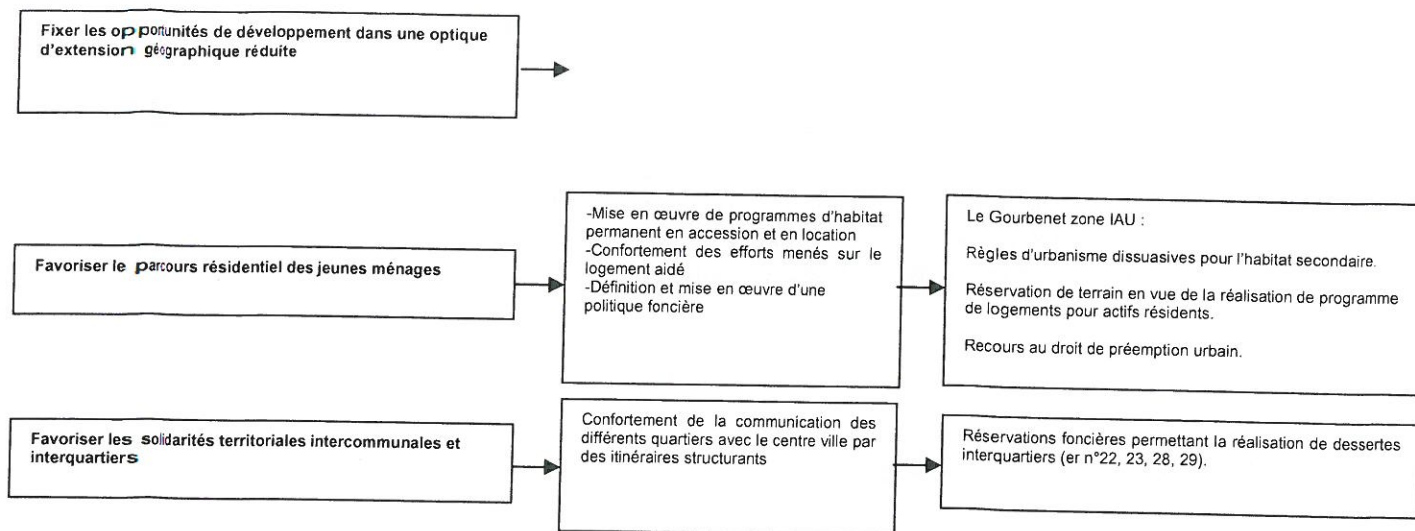 Fixer les opportunités de développement dans une optique
d'extension géographique réduite
Favoriser le parcours résidentiel des jeunes ménages
-Mise en œuvre de programmes d'habitat
permanent en accession et en location
-Confortement des efforts menés sur le
logement aidé
-Définition et mise en œuvre d'une
politique foncière
Le Gourbenet zone IAU :
Règles d'urbanisme dissuasives pour l'habitat secondaire.
Réservation de terrain en vue de la réalisation de programme
de logements pour actifs résidents.
Recours au droit de préemption urbain.
Favoriser les solidarités territoriales intercommunales et
interquartiers
Confortement de la communication des
différents quartiers avec le centre ville par
des itinéraires structurants
Réservations foncières permettant la réalisation de dessertes
interquartiers (er n°22, 23, 28, 29).